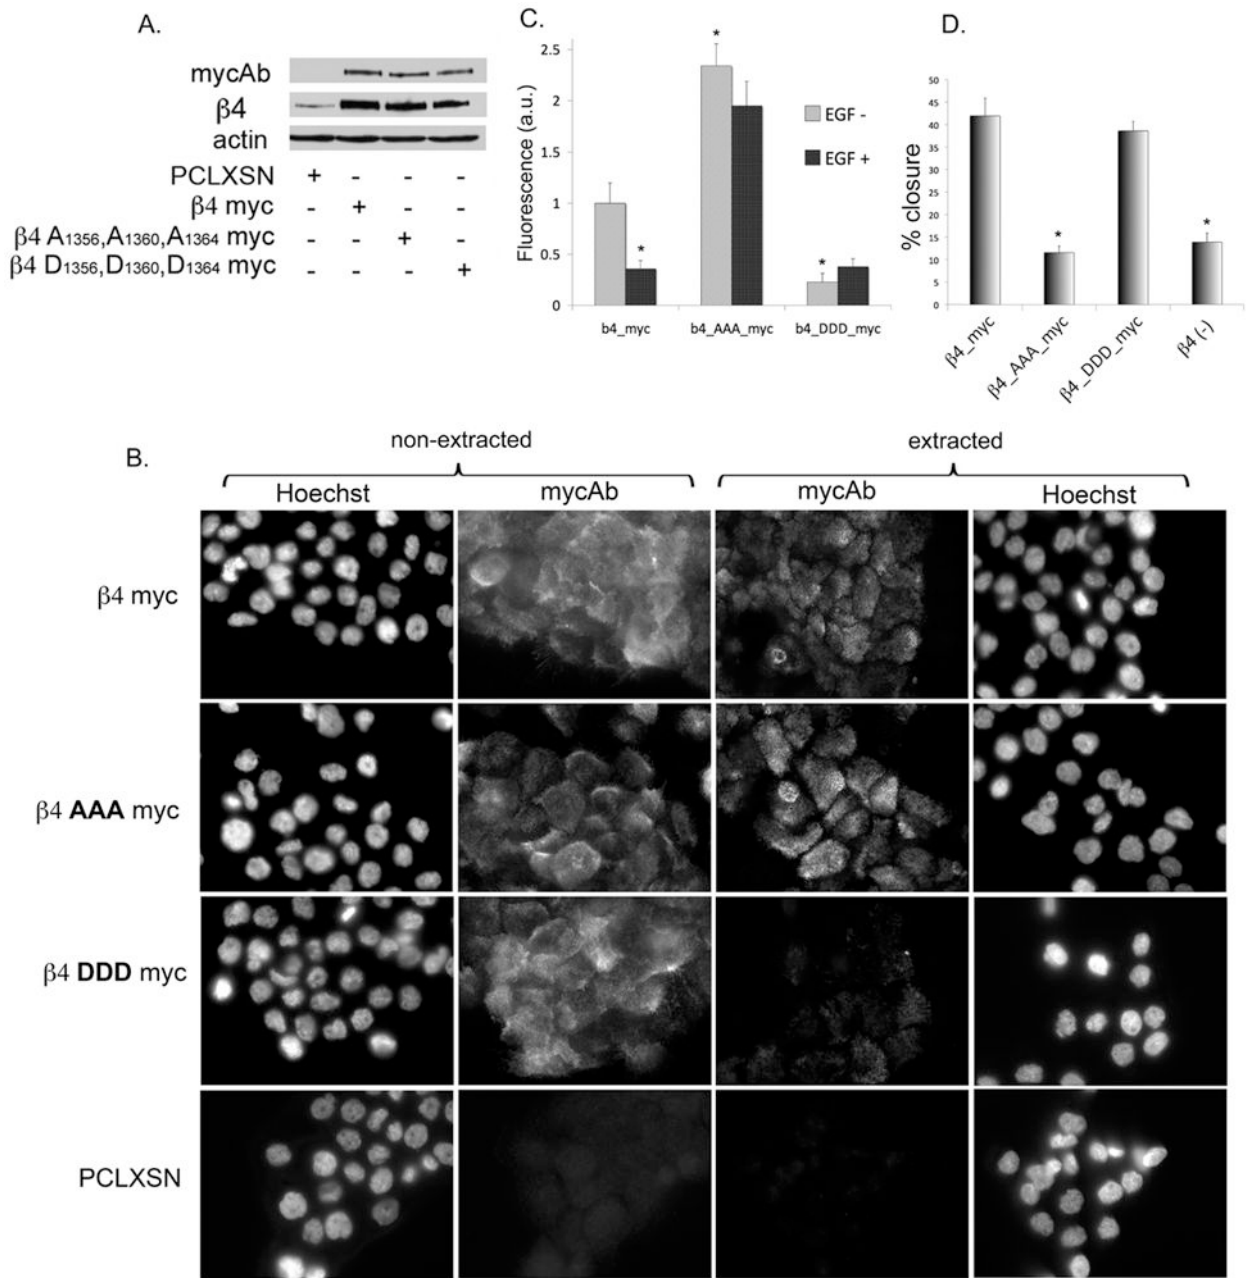 A.
mycAb
β4
actin
PCLXSN + - - -
β4 myc - + - -
β4 A1356,A1360,A1364 myc - - + -
β4 D1356,D1360,D1364 myc - - - +
C.
Fluorescence (a.u.)
2.5
2
1.5
1
0.5
0
*
*
*
EGF -
EGF +
b4_myc b4_AAA_myc b4_DDD_myc
D.
% closure
50
45
40
35
30
25
20
15
10
5
0
* *
β4_myc
β4_AAA_myc
β4_DDD_myc
β4 (-)
B.
non-extracted extracted
Hoechst mycAb mycAb Hoechst
β4 myc
β4 AAA myc
β4 DDD myc
PCLXSN